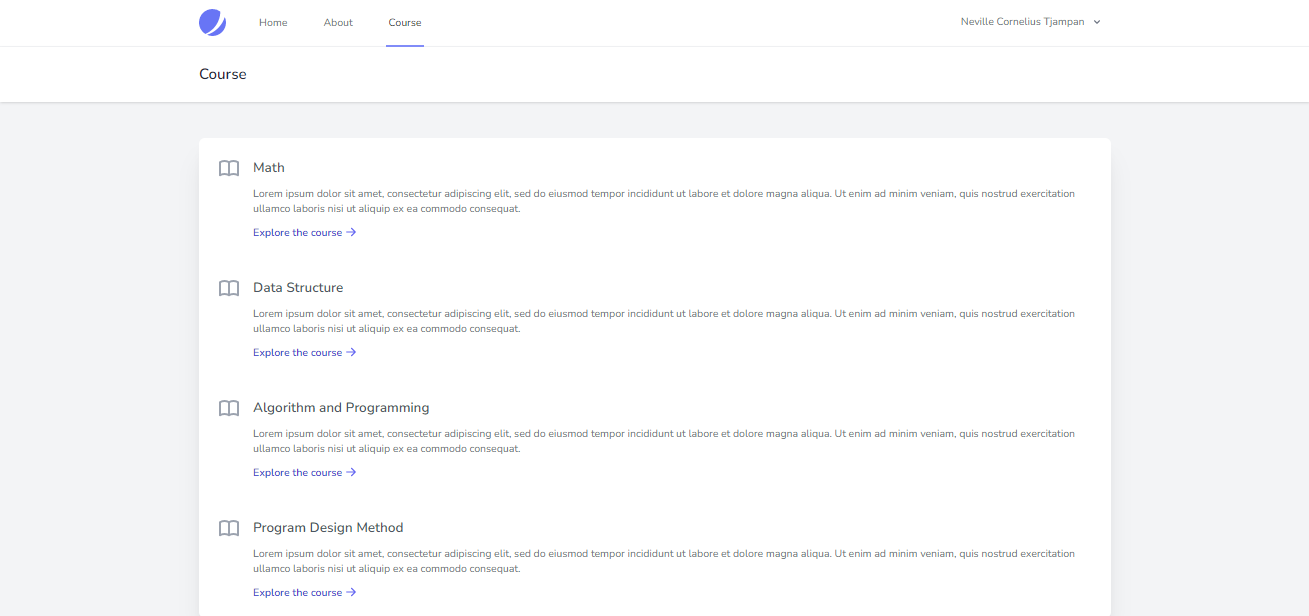 Home About Course Neville Cornelius Tjampan
Course
Math
Lorem ipsum dolor sit amet, consectetur adipiscing elit, sed do eiusmod tempor incididunt ut labore et dolore magna aliqua. Ut enim ad minim veniam, quis nostrud exercitation
ullamco laboris nisi ut aliquip ex ea commodo consequat.
Explore the course
Data Structure
Lorem ipsum dolor sit amet, consectetur adipiscing elit, sed do eiusmod tempor incididunt ut labore et dolore magna aliqua. Ut enim ad minim veniam, quis nostrud exercitation
ullamco laboris nisi ut aliquip ex ea commodo consequat.
Explore the course
Algorithm and Programming
Lorem ipsum dolor sit amet, consectetur adipiscing elit, sed do eiusmod tempor incididunt ut labore et dolore magna aliqua. Ut enim ad minim veniam, quis nostrud exercitation
ullamco laboris nisi ut aliquip ex ea commodo consequat.
Explore the course
Program Design Method
Lorem ipsum dolor sit amet, consectetur adipiscing elit, sed do eiusmod tempor incididunt ut labore et dolore magna aliqua. Ut enim ad minim veniam, quis nostrud exercitation
ullamco laboris nisi ut aliquip ex ea commodo consequat.
Explore the course